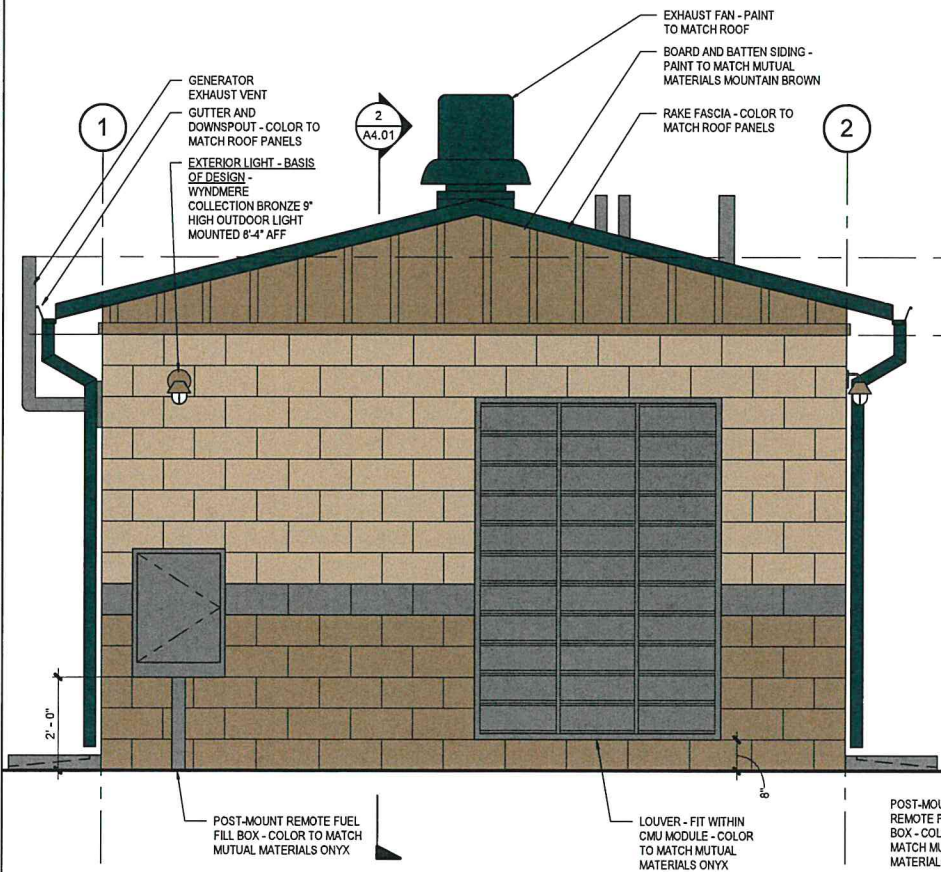 EXHAUST FAN - PAINT
TO MATCH ROOF
BOARD AND BATTEN SIDING -
PAINT TO MATCH MUTUAL
MATERIALS MOUNTAIN BROWN
RAKE FASCIA - COLOR TO
MATCH ROOF PANELS
GENERATOR
EXHAUST VENT
GUTTER AND
DOWNSPOUT - COLOR TO
MATCH ROOF PANELS
EXTERIOR LIGHT - BASIS
OF DESIGN -
WYNDMERE
COLLECTION BRONZE 9"
HIGH OUTDOOR LIGHT
MOUNTED 8'-4" AFF
1
2
A4.01
2
2' - 0"
8"
POST-MOUNT REMOTE FUEL
FILL BOX - COLOR TO MATCH
MUTUAL MATERIALS ONYX
LOUVER - FIT WITHIN
CMU MODULE - COLOR
TO MATCH MUTUAL
MATERIALS ONYX
POST-MOU
REMOTE F
BOX - COL
MATCH MU
MATERIAL